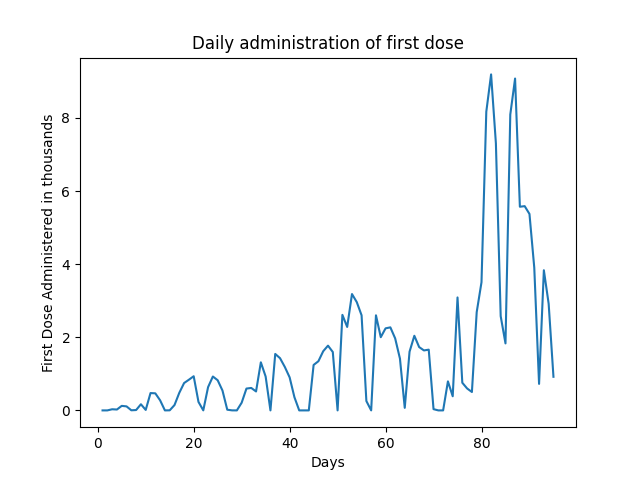 Daily administration of first dose
First Dose Administered in thousands
8
6
4
2
0
0 20 40 60 80
Days